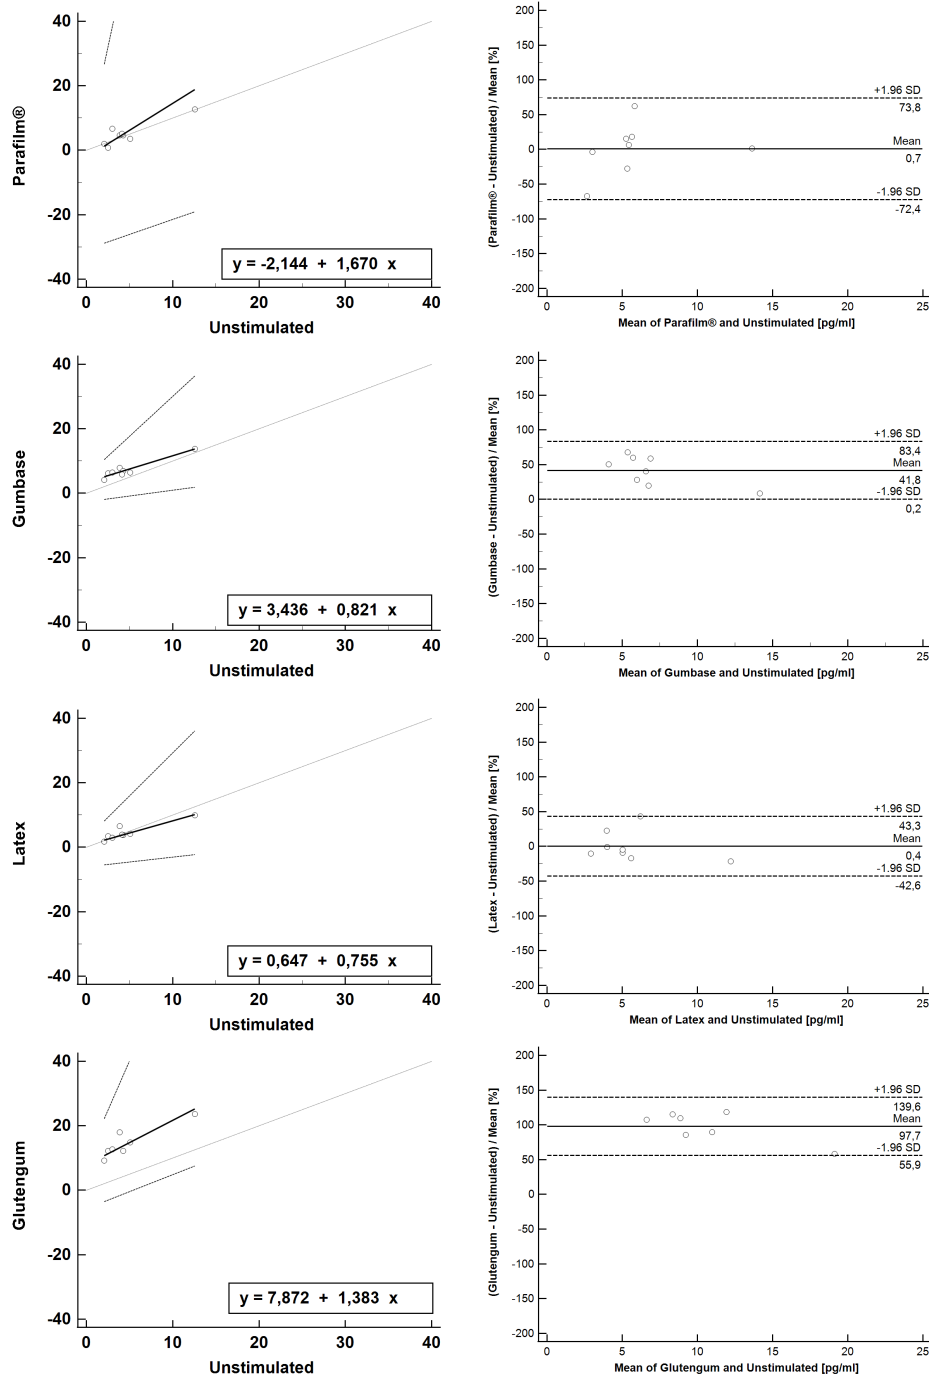 40
20
0
-20
-40
Parafilm®
y = -2,144 + 1,670 x
0 10 20 30 40
Unstimulated
200
150
100
50
0
-50
-100
-150
-200
(Parafilm® - Unstimulated) / Mean [%]
+1.96 SD
73,8
Mean
0,7
-1.96 SD
-72,4
0 5 10 15 20 25
Mean of Parafilm® and Unstimulated [pg/ml]
40
20
0
-20
-40
Gumbase
y = 3,436 + 0,821 x
0 10 20 30 40
Unstimulated
200
150
100
50
0
-50
-100
-150
-200
(Gumbase - Unstimulated) / Mean [%]
+1.96 SD
83,4
Mean
41,8
-1.96 SD
0,2
0 5 10 15 20 25
Mean of Gumbase and Unstimulated [pg/ml]
40
20
0
-20
-40
Latex
y = 0,647 + 0,755 x
0 10 20 30 40
Unstimulated
200
150
100
50
0
-50
-100
-150
-200
(Latex - Unstimulated) / Mean [%]
+1.96 SD
43,3
Mean
0,4
-1.96 SD
-42,6
0 5 10 15 20 25
Mean of Latex and Unstimulated [pg/ml]
40
20
0
-20
-40
Glutengum
y = 7,872 + 1,383 x
0 10 20 30 40
Unstimulated
200
150
100
50
0
-50
-100
-150
-200
(Glutengum - Unstimulated) / Mean [%]
+1.96 SD
139,6
Mean
97,7
-1.96 SD
55,9
0 5 10 15 20 25
Mean of Glutengum and Unstimulated [pg/ml]